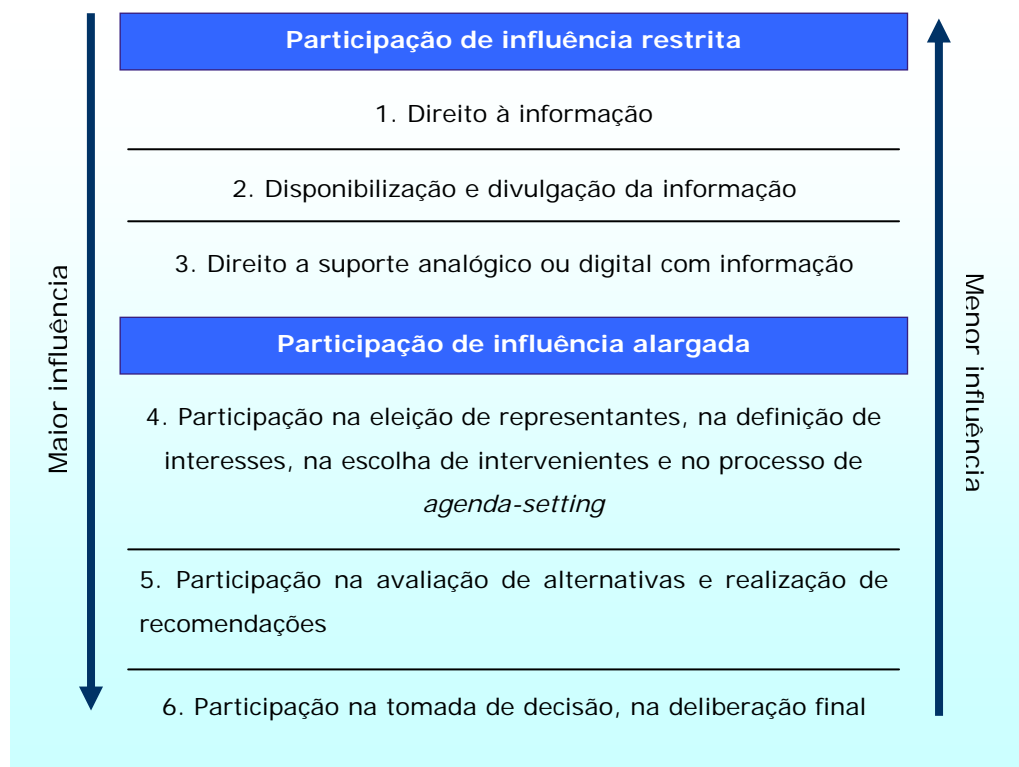 Participação de influência restrita
1. Direito à informação
2. Disponibilização e divulgação da informação
3. Direito a suporte analógico ou digital com informação
Maior influência
Menor influência
Participação de influência alargada
4. Participação na eleição de representantes, na definição de
interesses, na escolha de intervenientes e no processo de
agenda-setting
5. Participação na avaliação de alternativas e realização de
recomendações
6. Participação na tomada de decisão, na deliberação final